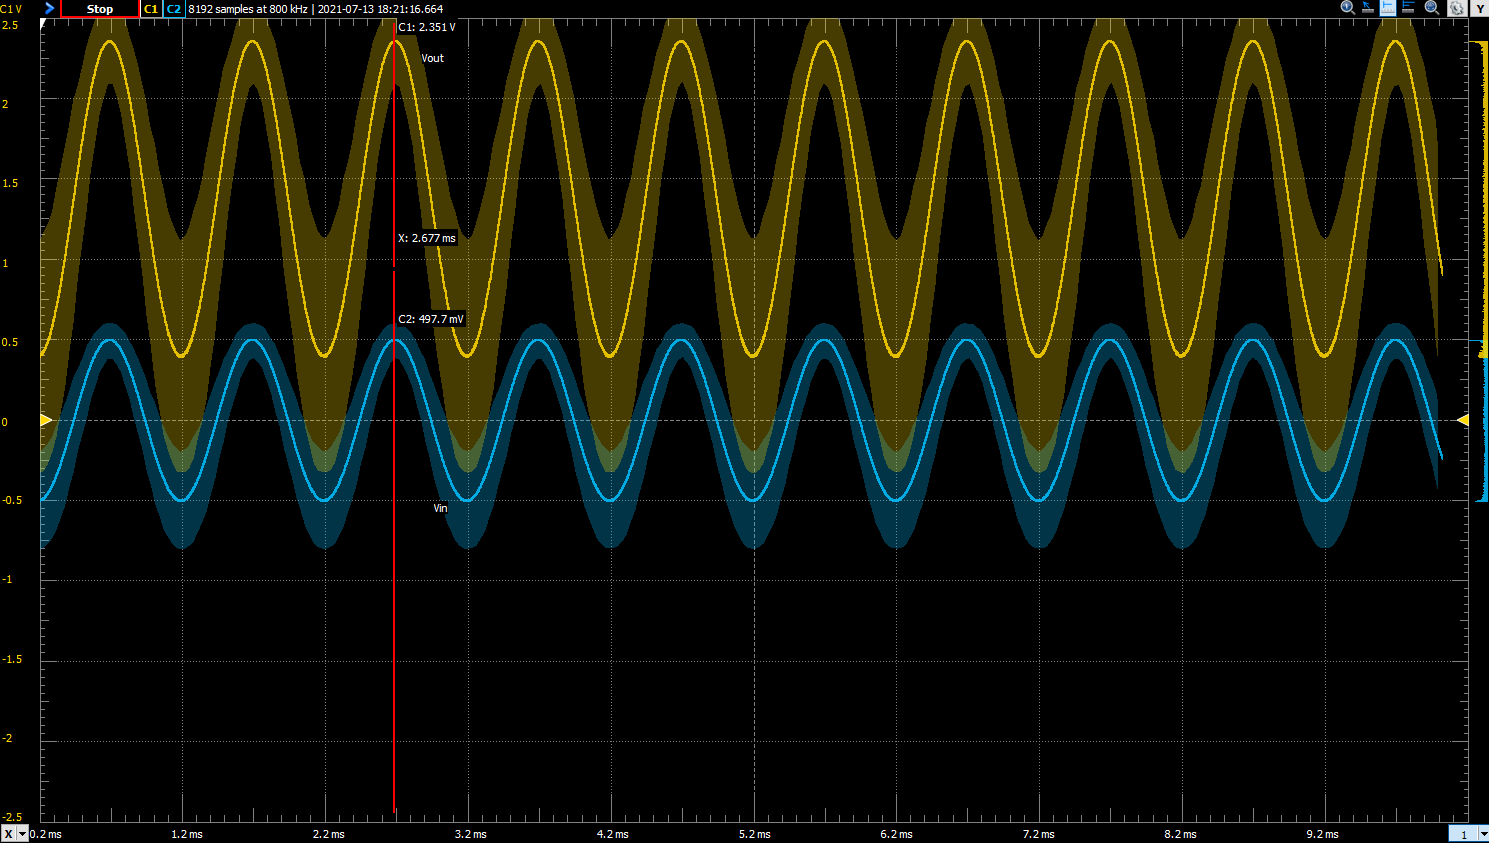 C1 V Stop C1 C2 8192 samples at 800 kHz | 2021-07-13 18:21:16.664 Y
2.5
C1: 2.351 V
Vout
2
1.5
X: 2.677 ms
1
C2: 497.7 mV
0.5
0
-0.5
Vin
-1
-1.5
-2
-2.5
X 0.2 ms 1.2 ms 2.2 ms 3.2 ms 4.2 ms 5.2 ms 6.2 ms 7.2 ms 8.2 ms 9.2 ms 1